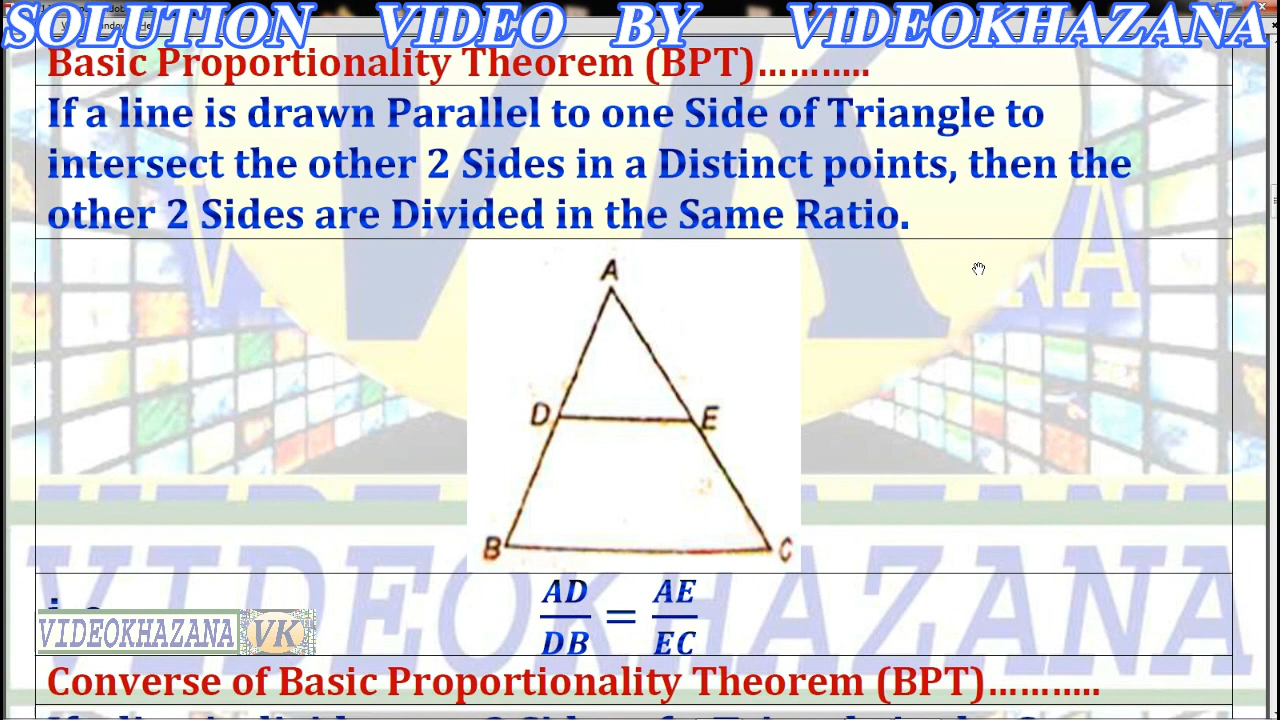 SOLUTION VIDEO BY VIDEOKHAZANA
Basic Proportionality Theorem (BPT)………..
If a line is drawn Parallel to one Side of Triangle to
intersect the other 2 Sides in a Distinct points, then the
other 2 Sides are Divided in the Same Ratio.
A
D E
B C
AD/DB = AE/EC
VIDEOKHAZANA VK
Converse of Basic Proportionality Theorem (BPT)………..